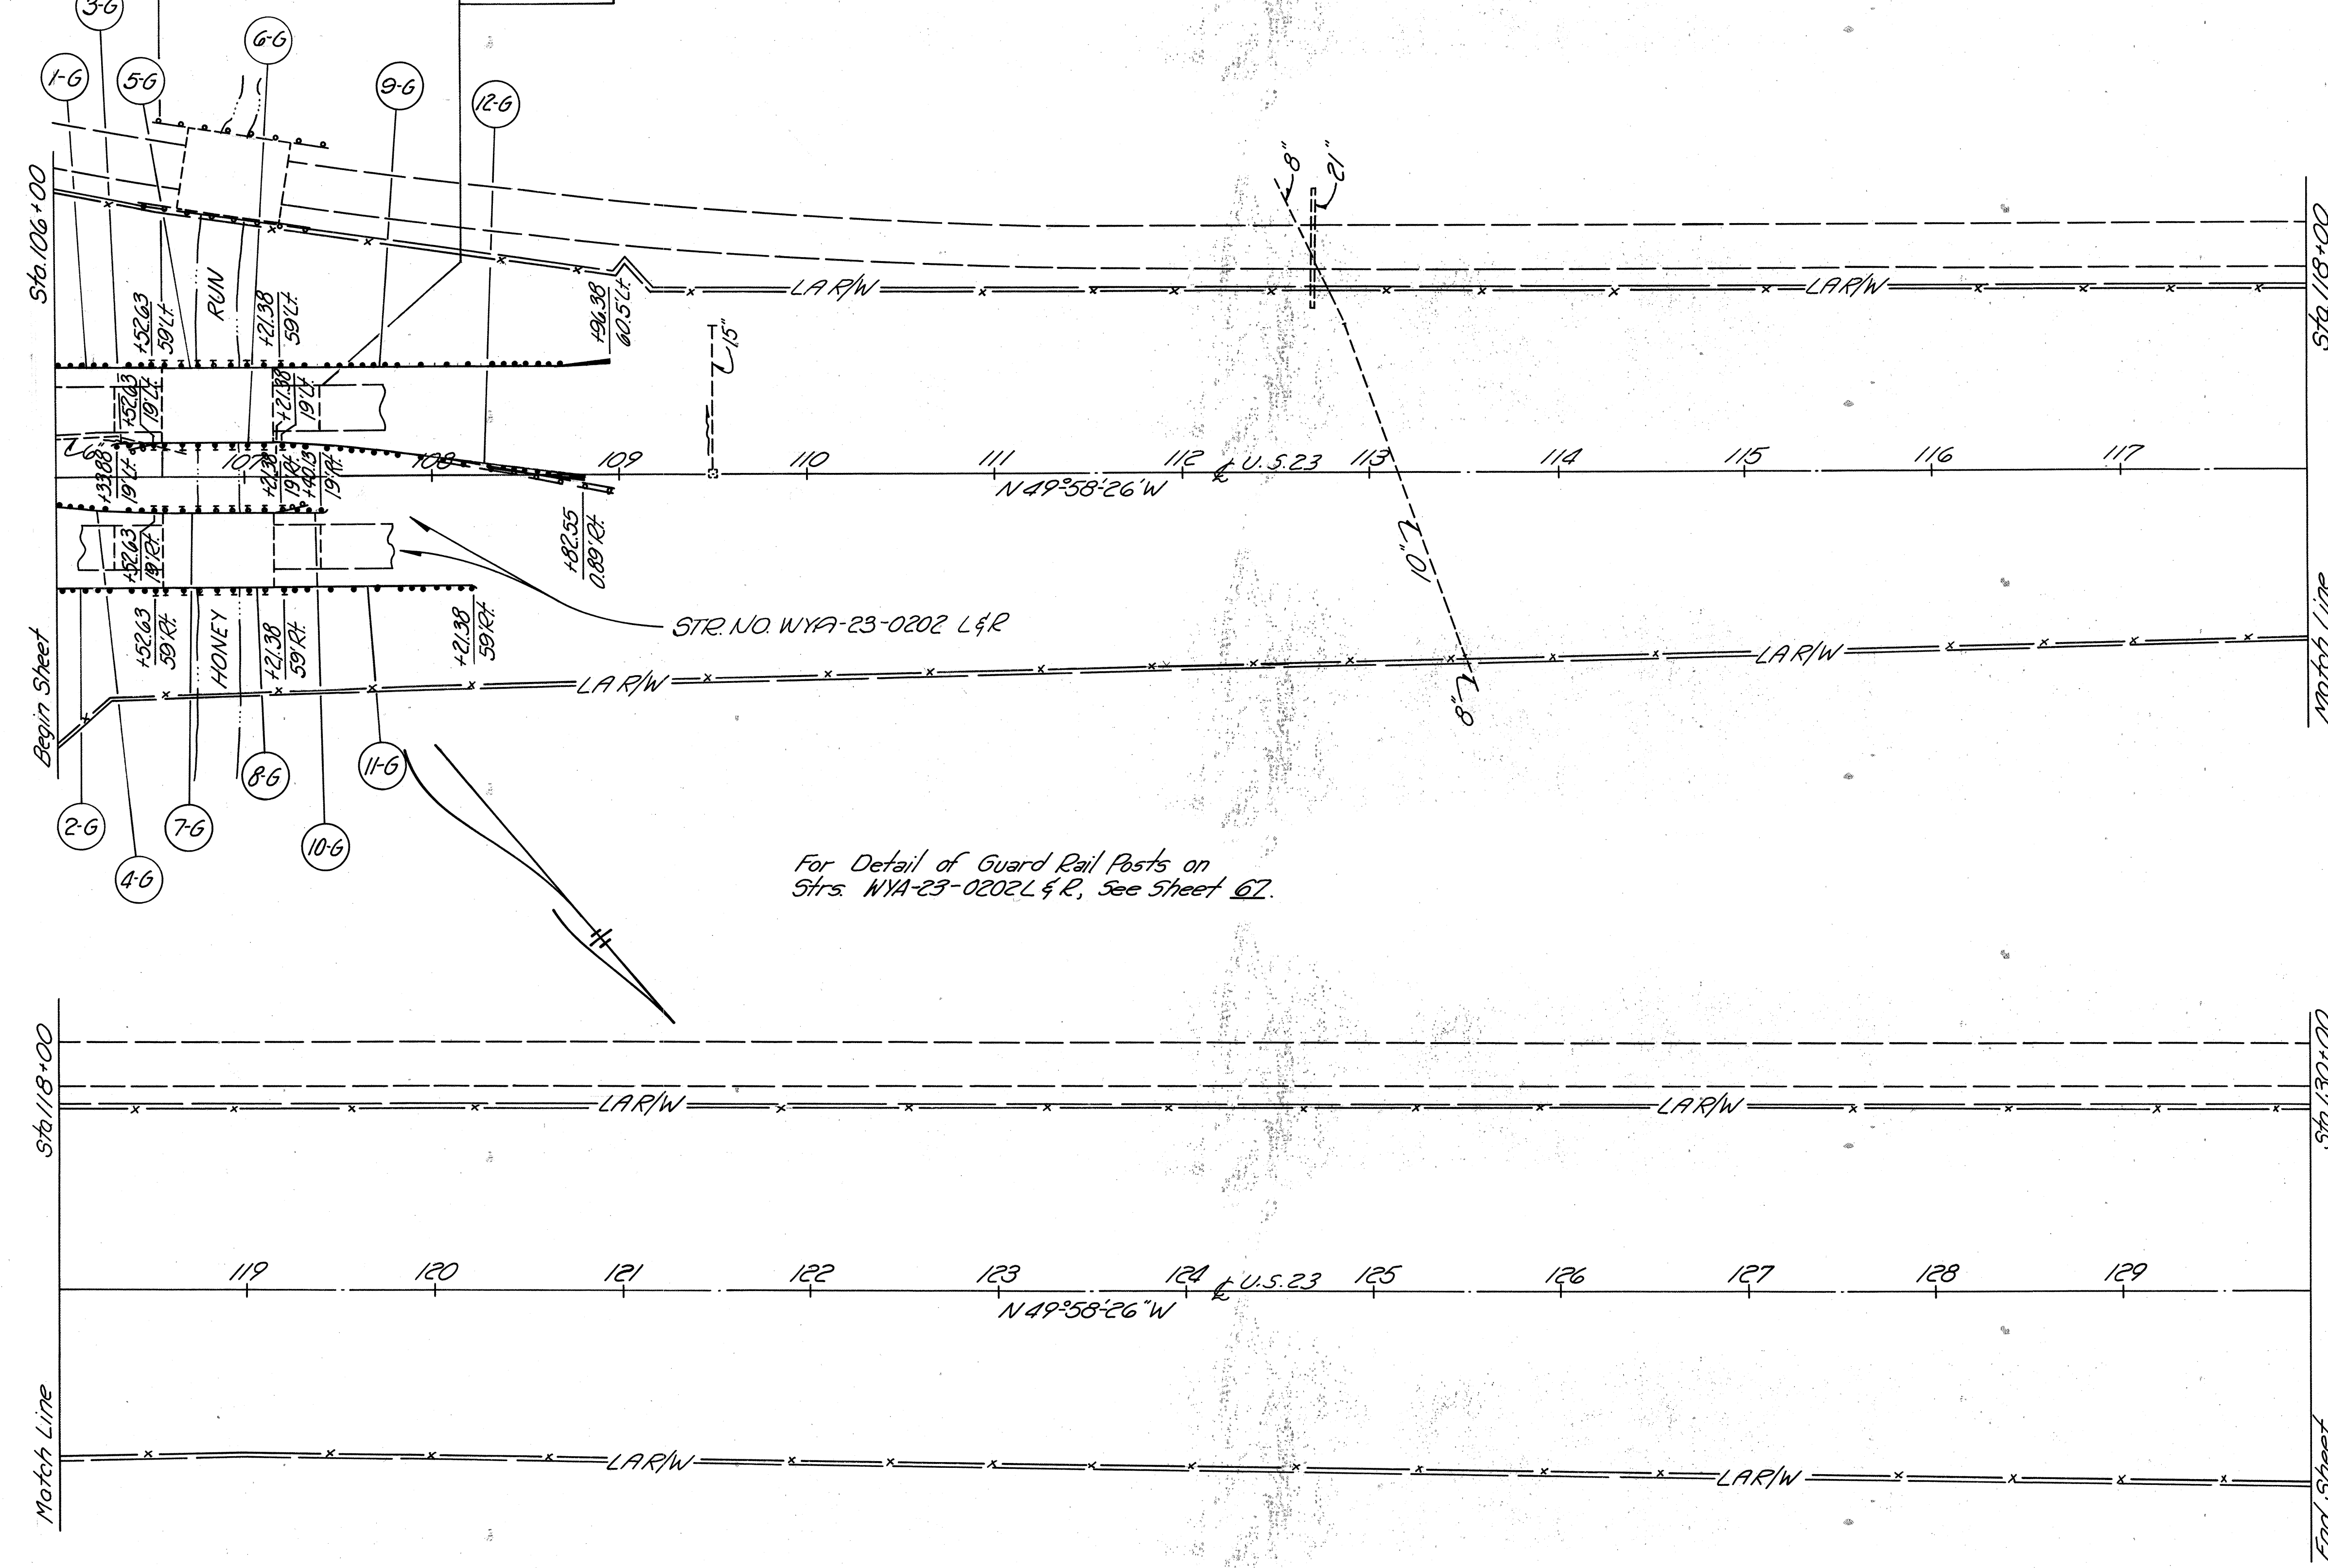 3-G
1-G
5-G
6-G
9-G
12-G
Sta. 106+00
Begin Sheet
RUN
+52.63
59' Lt.
+21.38
59' Lt.
+96.38
60.5' Lt.
15"
8"
21"
LA R/W
LA R/W
Sta. 118+00
Match Line
+52.63
19' Lt.
+21.38
19' Lt.
6"
+33.88
19' Lt.
+21.38
19' Rt.
+40.13
19' Rt.
107
108
109
110
111
112
℄ U.S. 23
113
114
115
116
117
N 49°-58'-26' W
+52.63
19' Rt.
+82.55
0.89' Rt.
10"
+52.63
59' Rt.
HONEY
+21.38
59' Rt.
+21.38
59' Rt.
STR. NO. WYA-23-0202 L & R
LA R/W
LA R/W
8"
2-G
4-G
7-G
8-G
10-G
11-G
For Detail of Guard Rail Posts on
Strs. WYA-23-0202 L & R, See Sheet 67.
Sta 118+00
Match Line
LA R/W
LA R/W
Sta 130+00
119
120
121
122
123
124
℄ U.S. 23
125
126
127
128
129
N 49°-58'-26" W
LA R/W
LA R/W
End Sheet